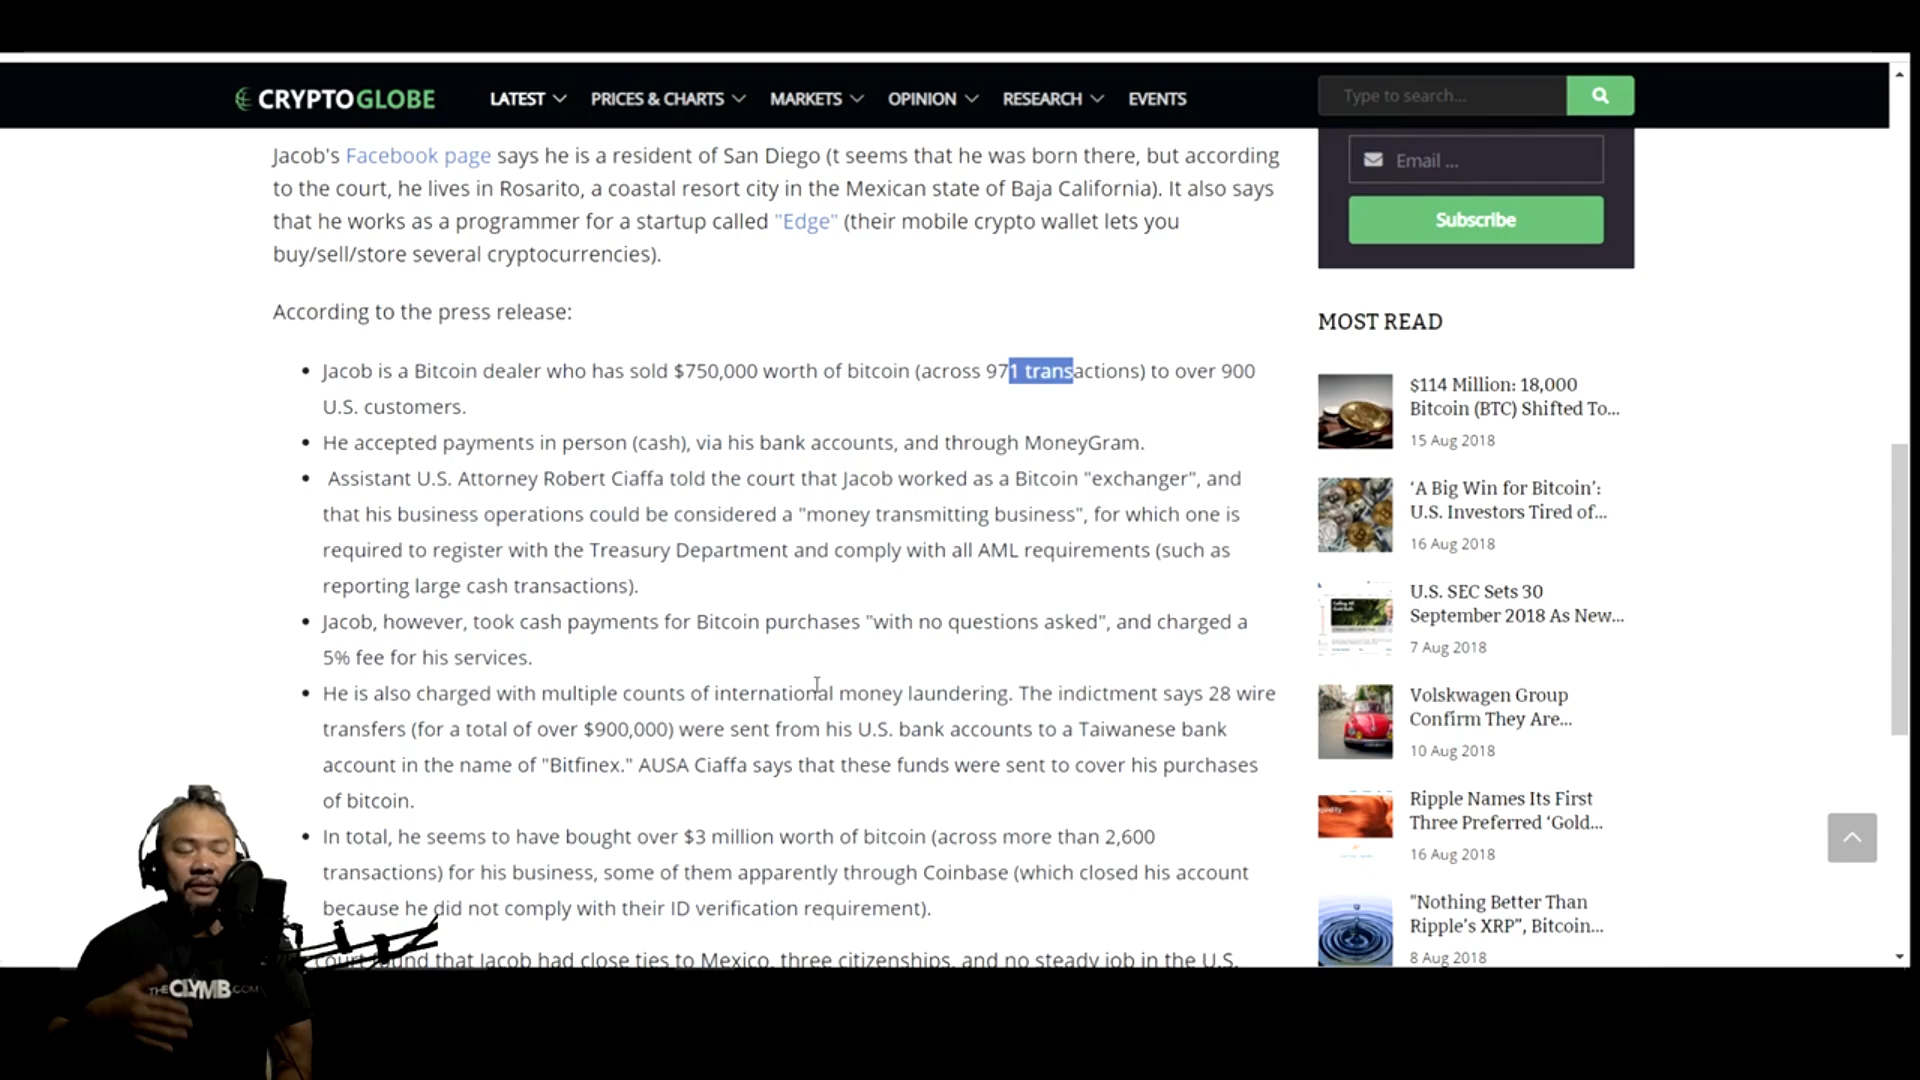 CRYPTOGLOBE
LATEST
PRICES & CHARTS
MARKETS
OPINION
RESEARCH
EVENTS
Type to search...
Jacob's Facebook page says he is a resident of San Diego (t seems that he was born there, but according
to the court, he lives in Rosarito, a coastal resort city in the Mexican state of Baja California). It also says
that he works as a programmer for a startup called "Edge" (their mobile crypto wallet lets you
buy/sell/store several cryptocurrencies).
According to the press release:
• Jacob is a Bitcoin dealer who has sold $750,000 worth of bitcoin (across 971 transactions) to over 900
U.S. customers.
• He accepted payments in person (cash), via his bank accounts, and through MoneyGram.
• Assistant U.S. Attorney Robert Ciaffa told the court that Jacob worked as a Bitcoin "exchanger", and
that his business operations could be considered a "money transmitting business", for which one is
required to register with the Treasury Department and comply with all AML requirements (such as
reporting large cash transactions).
• Jacob, however, took cash payments for Bitcoin purchases "with no questions asked", and charged a
5% fee for his services.
• He is also charged with multiple counts of international money laundering. The indictment says 28 wire
transfers (for a total of over $900,000) were sent from his U.S. bank accounts to a Taiwanese bank
account in the name of "Bitfinex." AUSA Ciaffa says that these funds were sent to cover his purchases
of bitcoin.
• In total, he seems to have bought over $3 million worth of bitcoin (across more than 2,600
transactions) for his business, some of them apparently through Coinbase (which closed his account
because he did not comply with their ID verification requirement).
court found that Jacob had close ties to Mexico, three citizenships, and no steady job in the U.S.
Email ...
Subscribe
MOST READ
$114 Million: 18,000
Bitcoin (BTC) Shifted To...
15 Aug 2018
‘A Big Win for Bitcoin’:
U.S. Investors Tired of...
16 Aug 2018
U.S. SEC Sets 30
September 2018 As New...
7 Aug 2018
Volskwagen Group
Confirm They Are...
10 Aug 2018
Ripple Names Its First
Three Preferred ‘Gold...
16 Aug 2018
"Nothing Better Than
Ripple’s XRP”, Bitcoin...
8 Aug 2018
THECLYMB.COM